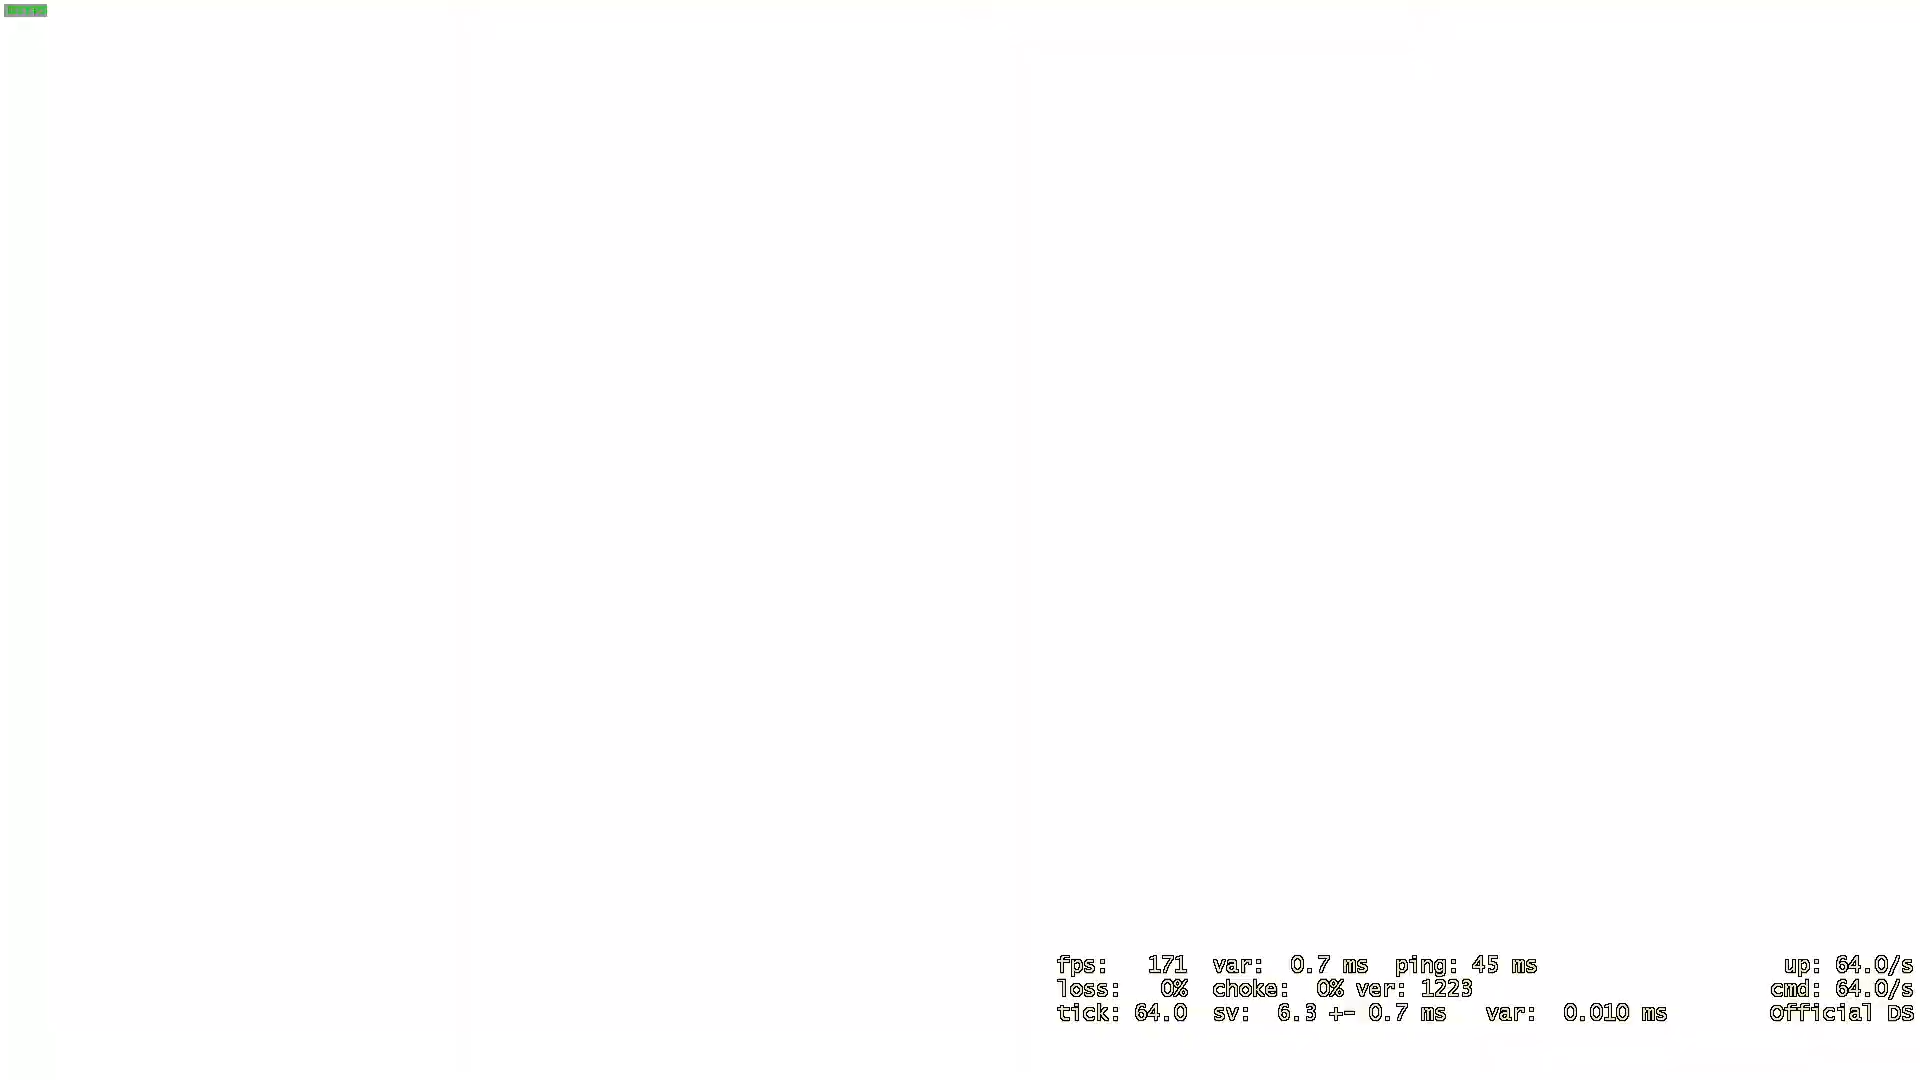 fps: 171 var: 0.7 ms ping: 45 ms up: 64.0/s
loss: 0% choke: 0% ver: 1223 cmd: 64.0/s
tick: 64.0 sv: 6.3 +- 0.7 ms var: 0.010 ms Official DS